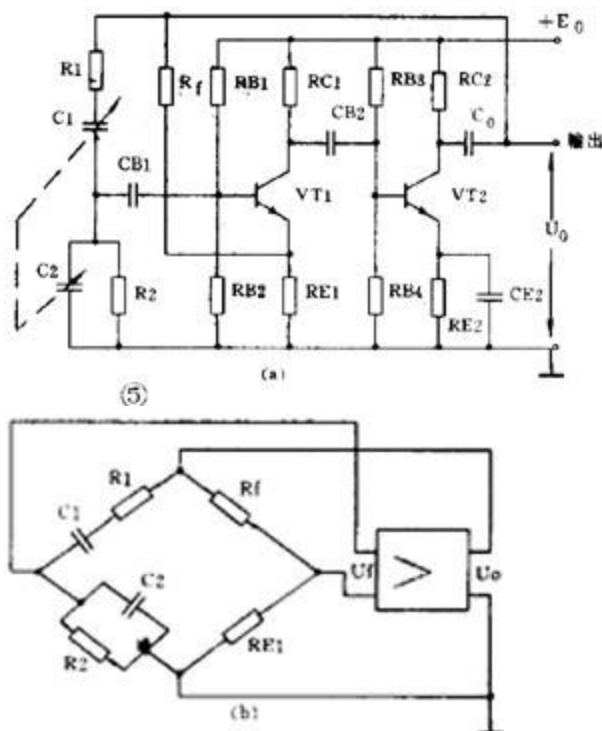 +E₀
R1
Rf
RB1
RC1
RB3
RC2
C1
CB2
C₀
輸出
CB1
VT1
VT2
U₀
C2
R2
RB2
RE1
RB4
RE2
CE2
(a)
⑤
R1
Rf
C1
Uf
>
Uo
C2
R2
RE1
(b)